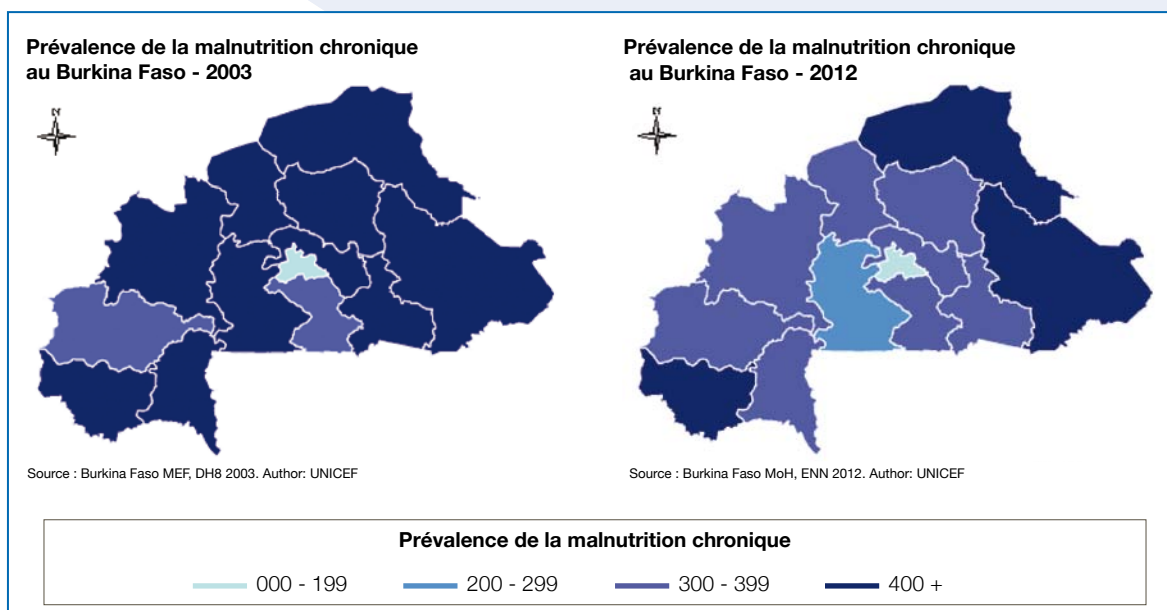 Prévalence de la malnutrition chronique
au Burkina Faso - 2003
N
Source : Burkina Faso MEF, DH8 2003. Author: UNICEF
Prévalence de la malnutrition chronique
au Burkina Faso - 2012
N
Source : Burkina Faso MoH, ENN 2012. Author: UNICEF
Prévalence de la malnutrition chronique
000 - 199
200 - 299
300 - 399
400 +